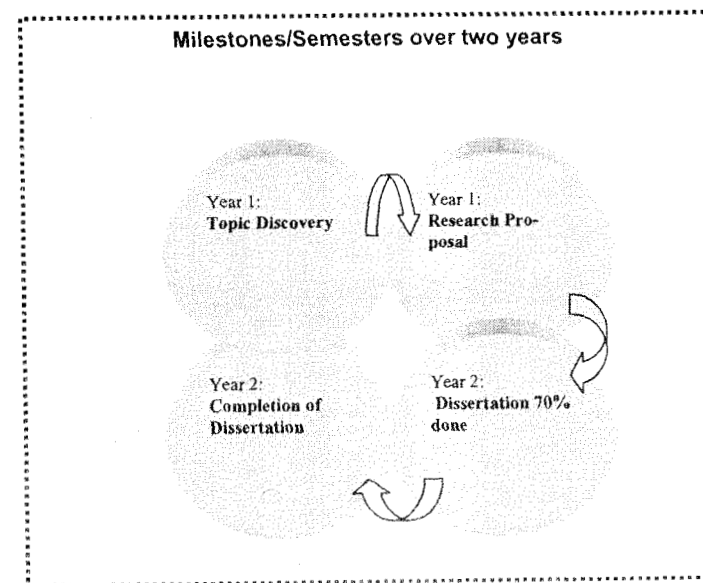 Milestones/Semesters over two years
Year 1:
Topic Discovery
Year 1:
Research Pro-
posal
Year 2:
Dissertation 70%
done
Year 2:
Completion of
Dissertation